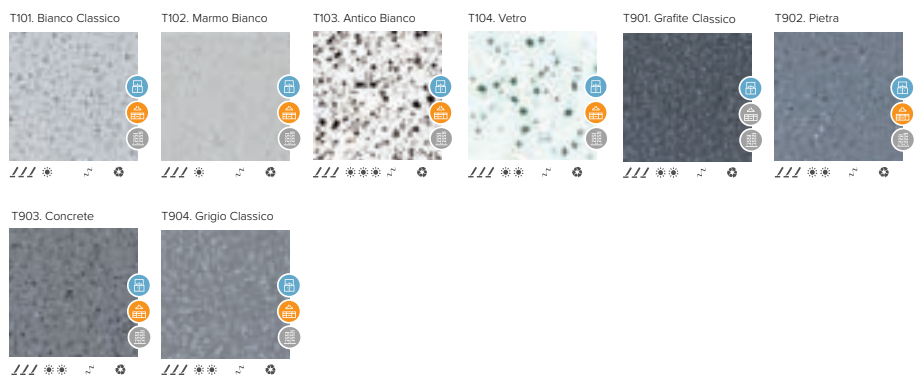 T101. Bianco Classico
T102. Marmo Bianco
T103. Antico Bianco
T104. Vetro
T901. Grafite Classico
T902. Pietra
T903. Concrete
T904. Grigio Classico